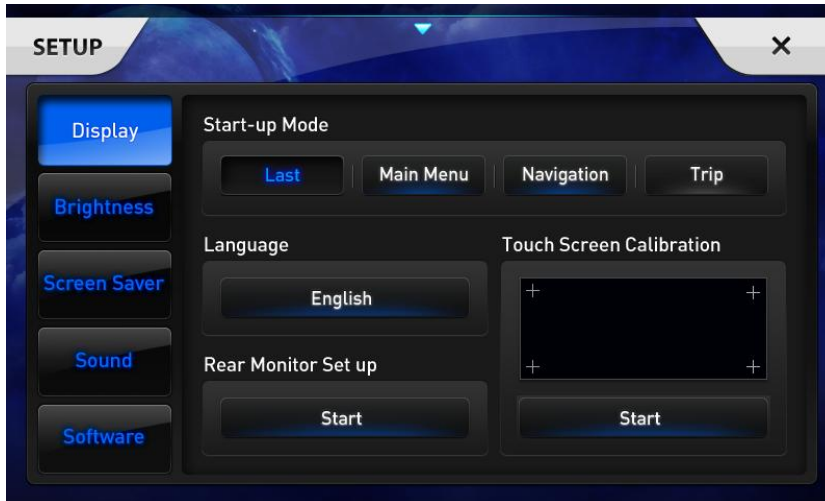 SETUP
×
Display
Brightness
Screen Saver
Sound
Software
Start-up Mode
Last
Main Menu
Navigation
Trip
Language
English
Rear Monitor Set up
Start
Touch Screen Calibration
Start